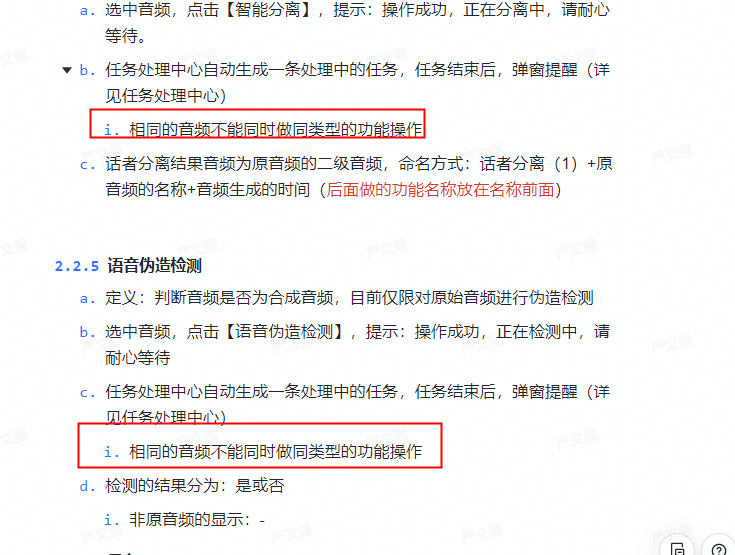 a. 选中音频，点击【智能分离】，提示：操作成功，正在分离中，请耐心
等待。
b. 任务处理中心自动生成一条处理中的任务，任务结束后，弹窗提醒（详
见任务处理中心）
i. 相同的音频不能同时做同类型的功能操作
c. 话者分离结果音频为原音频的二级音频，命名方式：话者分离（1）+原
音频的名称+音频生成的时间（后面做的功能名称放在名称前面）
2.2.5 语音伪造检测
a. 定义：判断音频是否为合成音频，目前仅限对原始音频进行伪造检测
b. 选中音频，点击【语音伪造检测】，提示：操作成功，正在检测中，请
耐心等待
c. 任务处理中心自动生成一条处理中的任务，任务结束后，弹窗提醒（详
见任务处理中心）
i. 相同的音频不能同时做同类型的功能操作
d. 检测的结果分为：是或否
i. 非原音频的显示：-